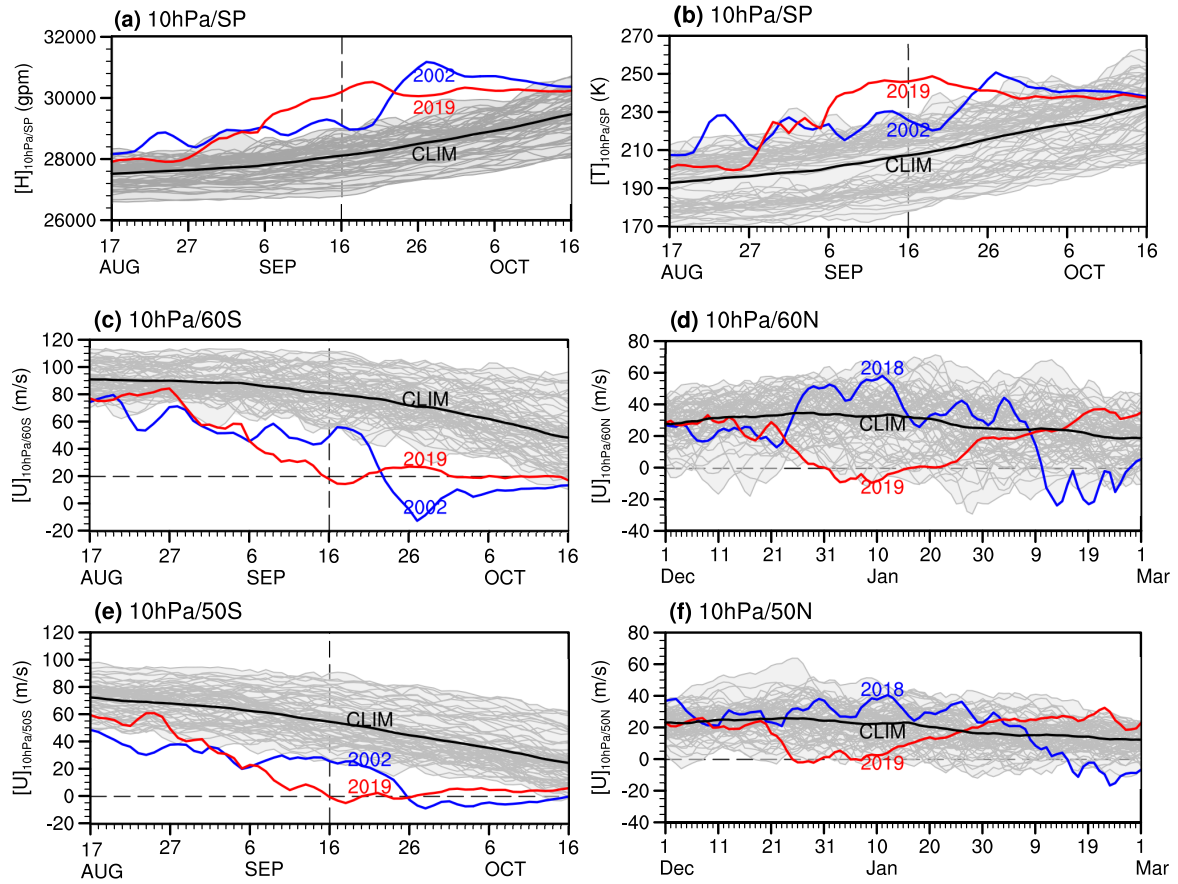 (a) 10hPa/SP
[H]10hPa/SP (gpm)
32000
30000
28000
26000
2002
2019
CLIM
17 27 6 16 26 6 16
AUG SEP OCT
(b) 10hPa/SP
[T]10hPa/SP (K)
270
250
230
210
190
170
2019
2002
CLIM
17 27 6 16 26 6 16
AUG SEP OCT
(c) 10hPa/60S
[U]10hPa/60S (m/s)
120
100
80
60
40
20
0
-20
CLIM
2019
2002
17 27 6 16 26 6 16
AUG SEP OCT
(d) 10hPa/60N
[U]10hPa/60N (m/s)
80
60
40
20
0
-20
-40
2018
CLIM
2019
1 11 21 31 10 20 30 9 19 1
Dec Jan Mar
(e) 10hPa/50S
[U]10hPa/50S (m/s)
120
100
80
60
40
20
0
-20
CLIM
2002
2019
17 27 6 16 26 6 16
AUG SEP OCT
(f) 10hPa/50N
[U]10hPa/50N (m/s)
80
60
40
20
0
-20
-40
2018
CLIM
2019
1 11 21 31 10 20 30 9 19 1
Dec Jan Mar